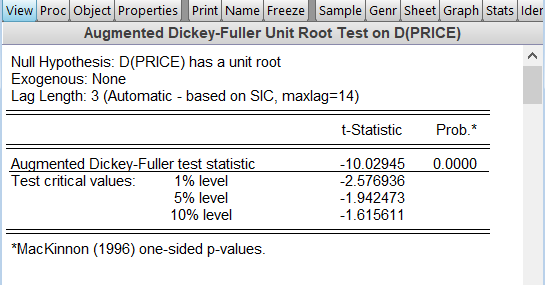 View Proc Object Properties Print Name Freeze Sample Genr Sheet Graph Stats Iden
Augmented Dickey-Fuller Unit Root Test on D(PRICE)
Null Hypothesis: D(PRICE) has a unit root
Exogenous: None
Lag Length: 3 (Automatic - based on SIC, maxlag=14)
t-Statistic Prob.*
Augmented Dickey-Fuller test statistic -10.02945 0.0000
Test critical values: 1% level -2.576936
5% level -1.942473
10% level -1.615611
*MacKinnon (1996) one-sided p-values.